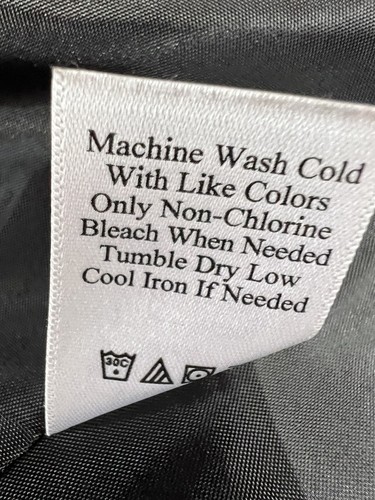 Machine Wash Cold
With Like Colors
Only Non-Chlorine
Bleach When Needed
Tumble Dry Low
Cool Iron If Needed
30C